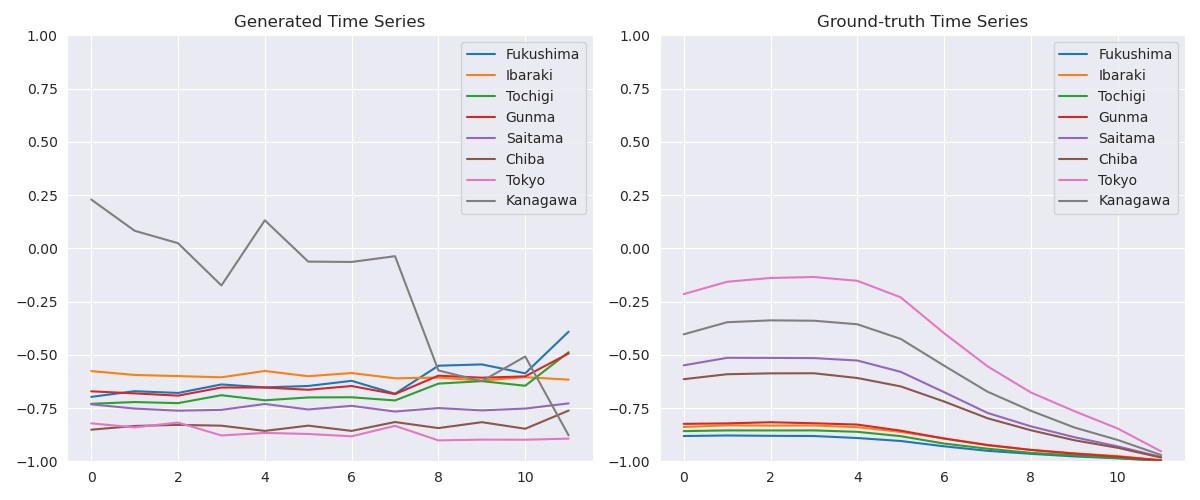 Generated Time Series
1.00
0.75
0.50
0.25
0.00
−0.25
−0.50
−0.75
−1.00
0
2
4
6
8
10
Fukushima
Ibaraki
Tochigi
Gunma
Saitama
Chiba
Tokyo
Kanagawa
Ground-truth Time Series
1.00
0.75
0.50
0.25
0.00
−0.25
−0.50
−0.75
−1.00
0
2
4
6
8
10
Fukushima
Ibaraki
Tochigi
Gunma
Saitama
Chiba
Tokyo
Kanagawa